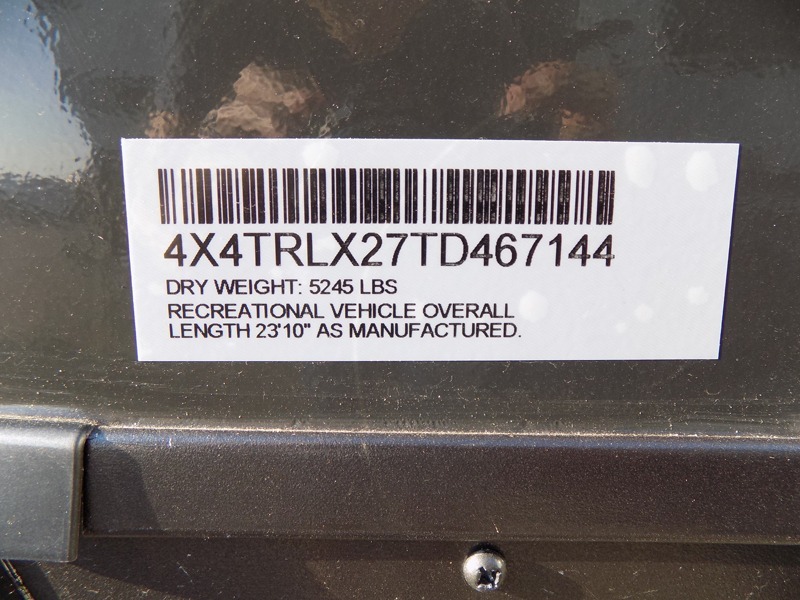 4X4TRLX27TD467144
DRY WEIGHT: 5245 LBS
RECREATIONAL VEHICLE OVERALL
LENGTH 23'10" AS MANUFACTURED.